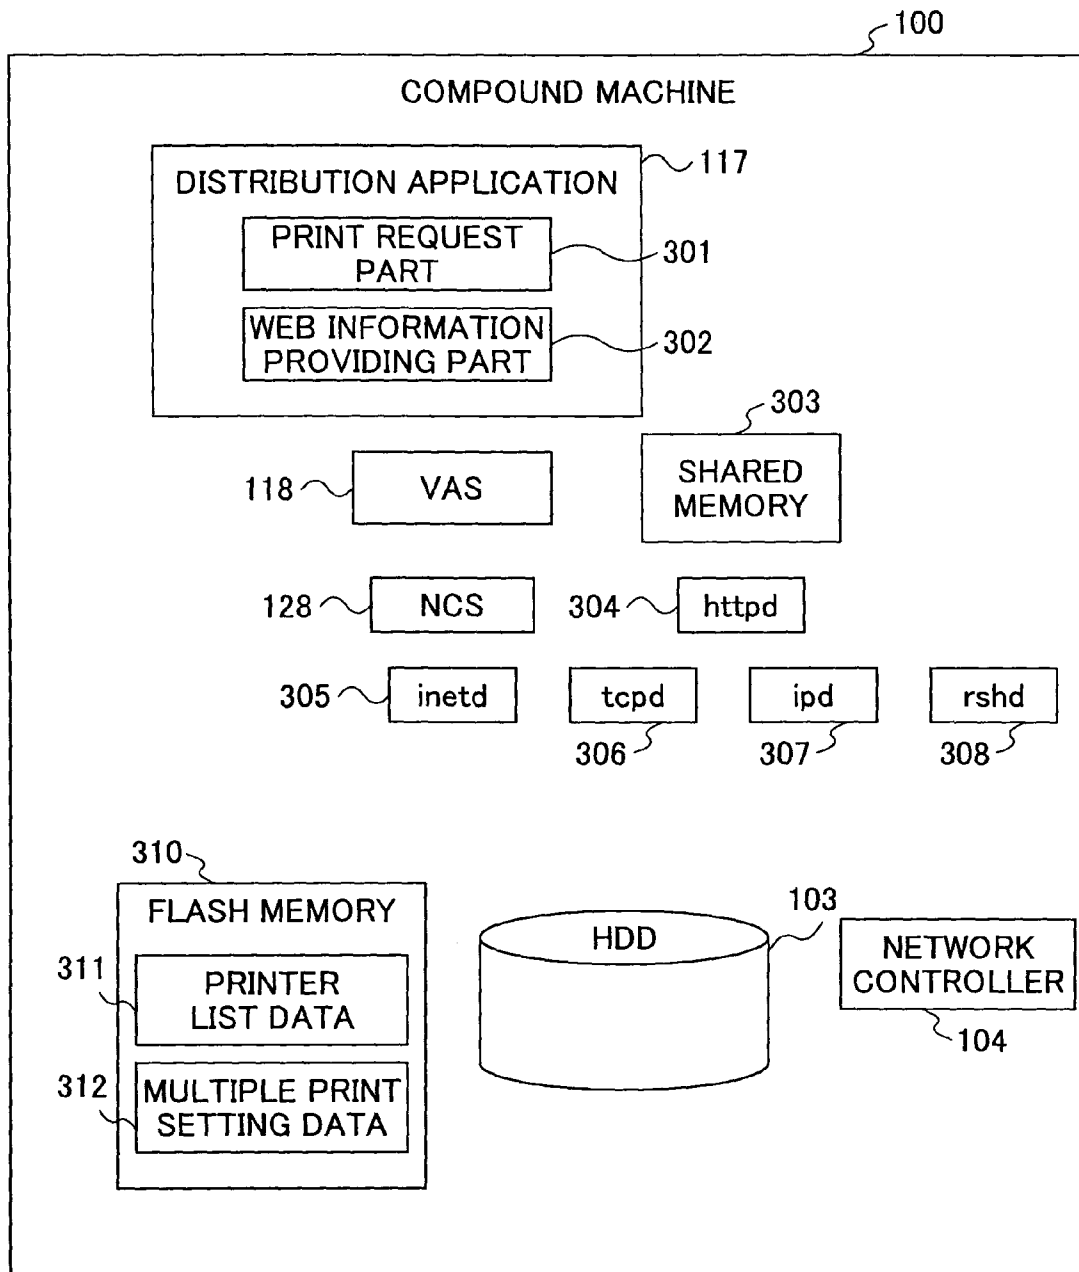 100
COMPOUND MACHINE
117
DISTRIBUTION APPLICATION
PRINT REQUEST
PART
301
WEB INFORMATION
PROVIDING PART
302
303
SHARED
MEMORY
118
VAS
128
NCS
304
httpd
305
inetd
tcpd
ipd
rshd
306
307
308
310
FLASH MEMORY
311
PRINTER
LIST DATA
312
MULTIPLE PRINT
SETTING DATA
HDD
103
NETWORK
CONTROLLER
104